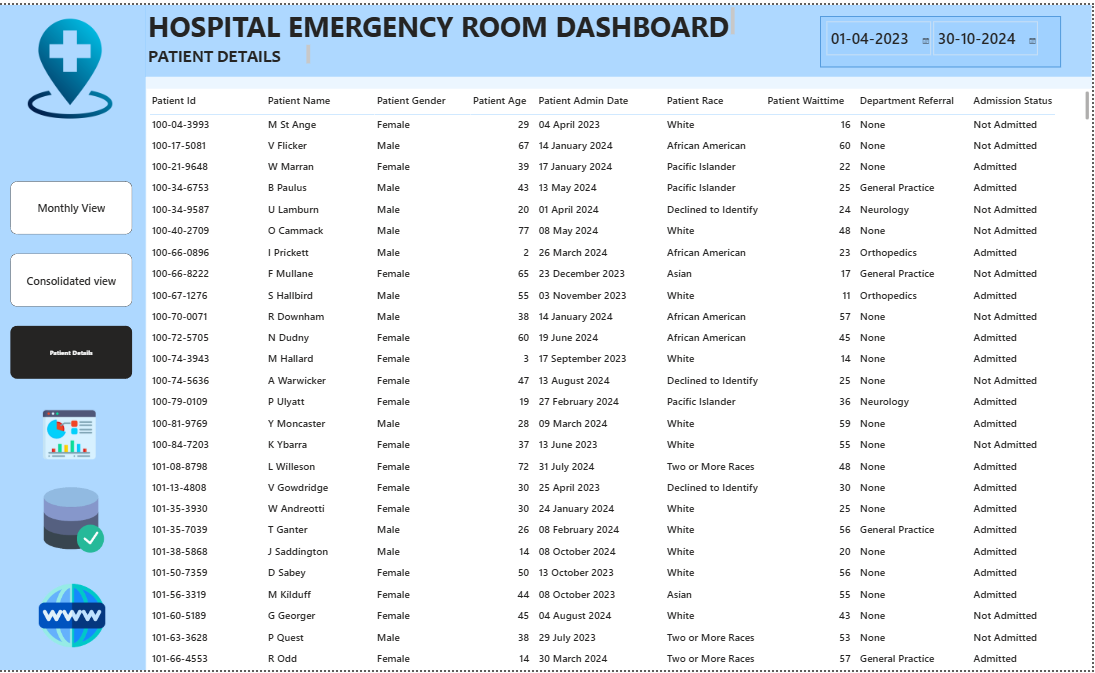 HOSPITAL EMERGENCY ROOM DASHBOARD
PATIENT DETAILS
01-04-2023 30-10-2024
Monthly View
Consolidated view
Patient Details
WWW
Patient Id Patient Name Patient Gender Patient Age Patient Admin Date Patient Race Patient Waittime Department Referral Admission Status
100-04-3993 M St Ange Female 29 04 April 2023 White 16 None Not Admitted
100-17-5081 V Flicker Male 67 14 January 2024 African American 60 None Not Admitted
100-21-9648 W Marran Female 39 17 January 2024 Pacific Islander 22 None Admitted
100-34-6753 B Paulus Male 43 13 May 2024 Pacific Islander 25 General Practice Admitted
100-34-9587 U Lamburn Male 20 01 April 2024 Declined to Identify 24 Neurology Not Admitted
100-40-2709 O Cammack Male 77 08 May 2024 White 48 None Not Admitted
100-66-0896 I Prickett Male 2 26 March 2024 African American 23 Orthopedics Admitted
100-66-8222 F Mullane Female 65 23 December 2023 Asian 17 General Practice Not Admitted
100-67-1276 S Hallbird Male 55 03 November 2023 White 11 Orthopedics Admitted
100-70-0071 R Downham Male 38 14 January 2024 African American 57 None Not Admitted
100-72-5705 N Dudny Female 60 19 June 2024 African American 45 None Admitted
100-74-3943 M Hallard Female 3 17 September 2023 White 14 None Admitted
100-74-5636 A Warwicker Female 47 13 August 2024 Declined to Identify 25 None Not Admitted
100-79-0109 P Ulyatt Female 19 27 February 2024 Pacific Islander 36 Neurology Admitted
100-81-9769 Y Moncaster Male 28 09 March 2024 White 59 None Admitted
100-84-7203 K Ybarra Female 37 13 June 2023 White 55 None Not Admitted
101-08-8798 L Willeson Female 72 31 July 2024 Two or More Races 48 None Admitted
101-13-4808 V Gowdridge Female 30 25 April 2023 Declined to Identify 30 None Admitted
101-35-3930 W Andreotti Female 30 24 January 2024 White 25 None Admitted
101-35-7039 T Ganter Male 26 08 February 2024 White 56 General Practice Admitted
101-38-5868 J Saddington Male 14 08 October 2024 White 20 None Admitted
101-50-7359 D Sabey Female 50 13 October 2023 White 56 None Admitted
101-56-3319 M Kilduff Female 44 08 October 2023 Asian 55 None Admitted
101-60-5189 G Georger Female 45 04 August 2024 White 43 None Not Admitted
101-63-3628 P Quest Male 38 29 July 2023 Two or More Races 53 None Not Admitted
101-66-4553 R Odd Female 14 30 March 2024 Two or More Races 57 General Practice Admitted